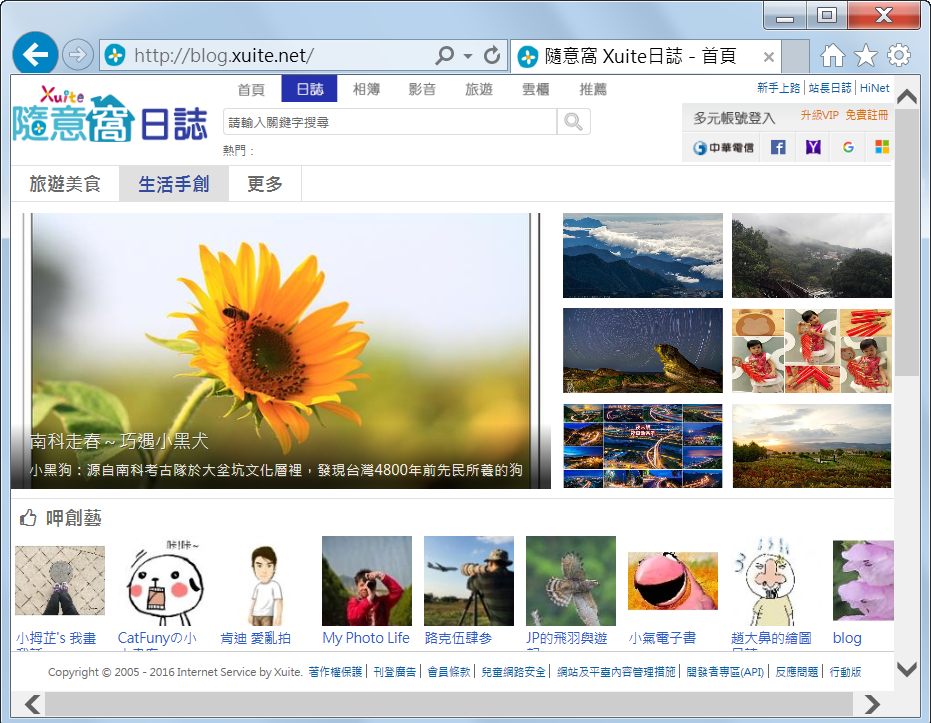 http://blog.xuite.net/
隨意窩 Xuite日誌 - 首頁
Xuite
隨意窩日誌
首頁 日誌 相簿 影音 旅遊 雲櫃 推薦
新手上路 | 站長日誌 | HiNet
請輸入關鍵字搜尋
熱門：
多元帳號登入 升級VIP 免費註冊
中華電信
旅遊美食 生活手創 更多
南科走春～巧遇小黑犬
小黑狗：源自南科考古隊於大坌坑文化層裡，發現台灣4800年前先民所養的狗
呷創藝
咔!咔~
小拇芷's 我畫
CatFunyの小
肯迪 愛亂拍
My Photo Life
路克伍肆参
JP的飛羽與遊
小氣電子書
趙大鼻的繪圖
blog
Copyright © 2005 - 2016 Internet Service by Xuite. 著作權保護 | 刊登廣告 | 會員條款 | 兒童網路安全 | 網站及平臺內容管理措施 | 開發者專區(API) | 反應問題 | 行動版